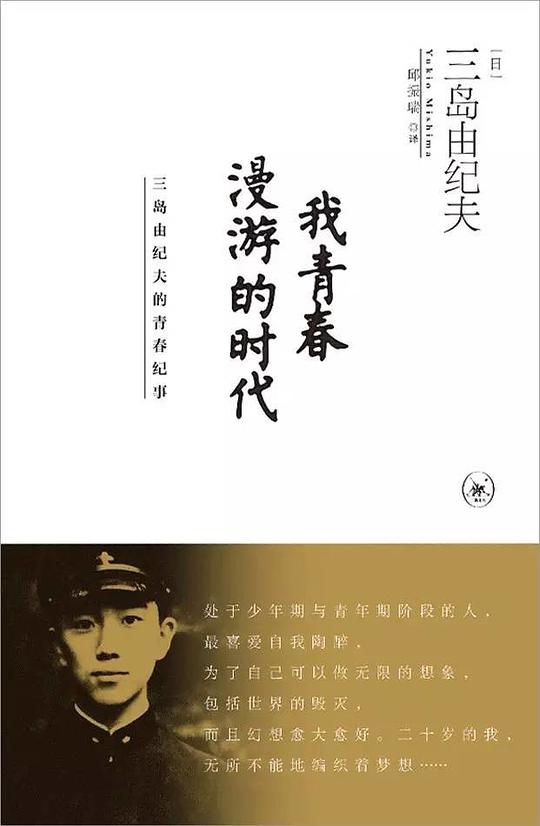 [日]
三岛由纪夫
Yukio Mishima
邱振瑞 译
我青春
漫游的时代
三岛由纪夫的青春纪事
处于少年期与青年期阶段的人，
最喜爱自我陶醉，
为了自己可以做无限的想象，
包括世界的毁灭，
而且幻想愈大愈好。二十岁的我，
无所不能地编织着梦想……